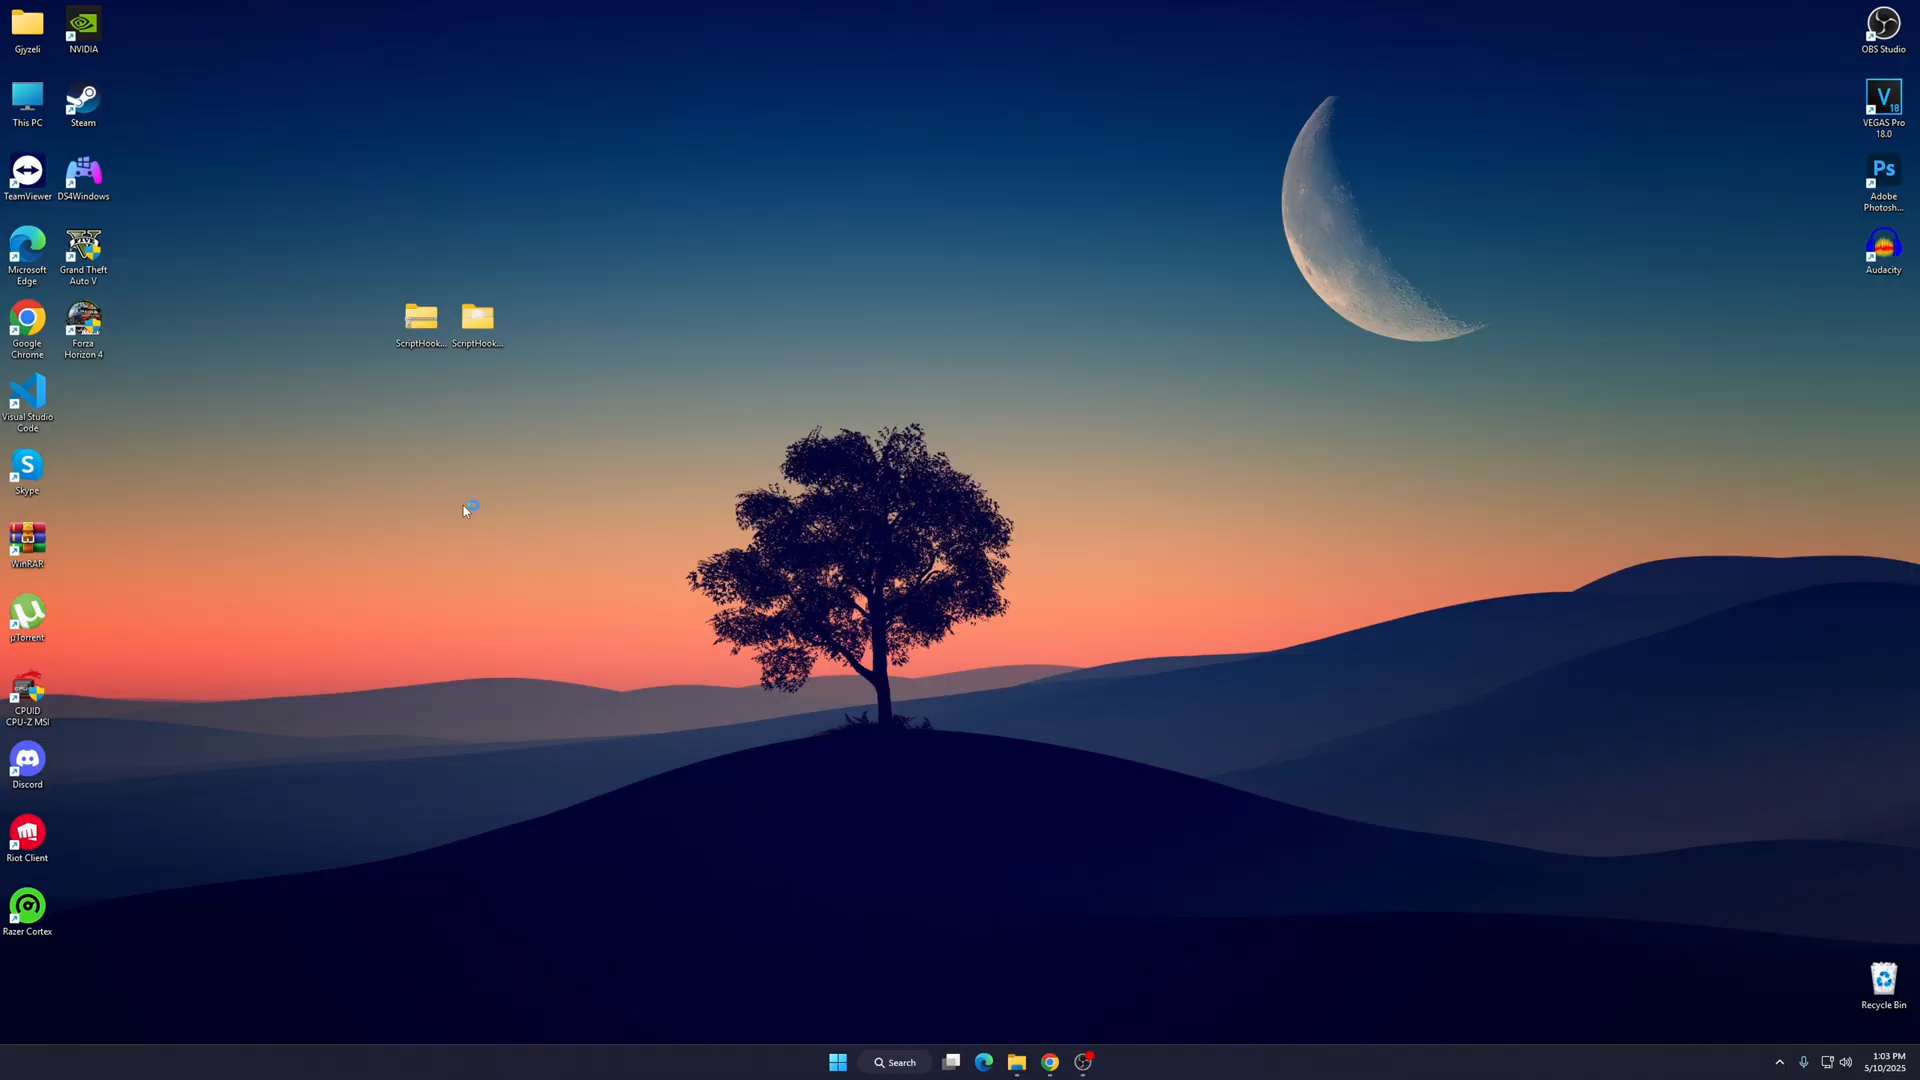 Gjyzeli
NVIDIA
This PC
Steam
TeamViewer
DS4Windows
Microsoft
Edge
Grand Theft
Auto V
Google
Chrome
Forza
Horizon 4
Visual Studio
Code
Skype
WinRAR
µTorrent
CPUID
CPU-Z MSI
Discord
Riot Client
Razer Cortex
ScriptHook...
ScriptHook...
OBS Studio
V
18
VEGAS Pro
18.0
Ps
Adobe
Photosh...
Audacity
Recycle Bin
Search
1:03 PM
5/10/2025